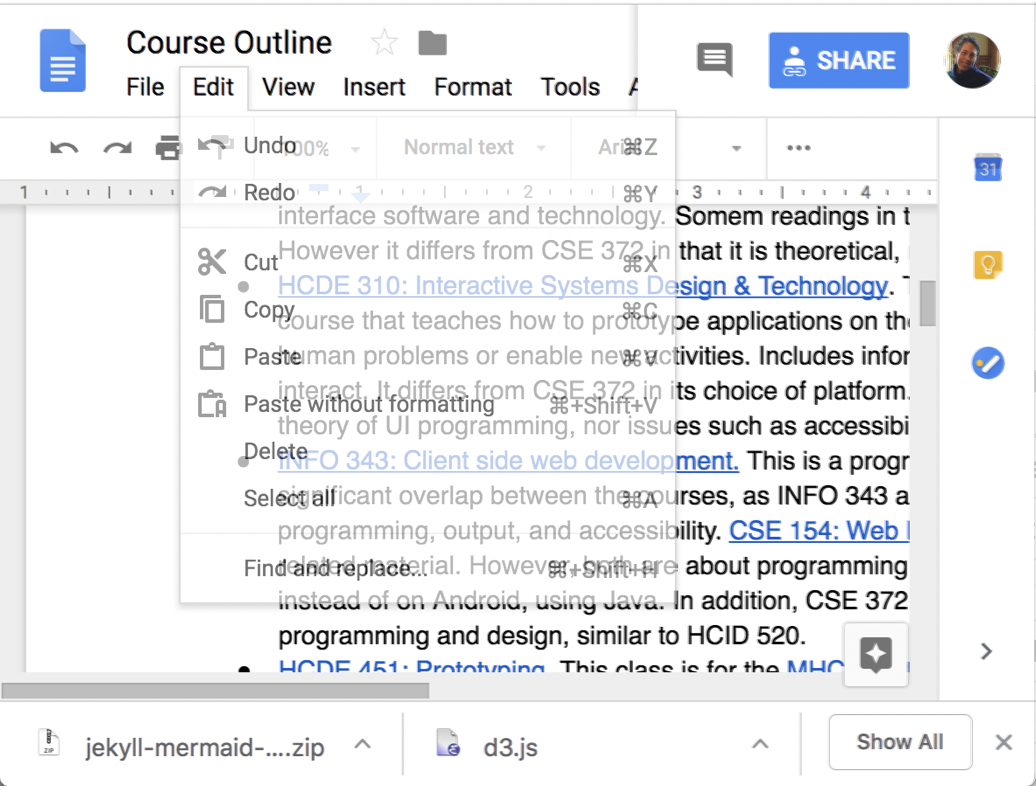 Course Outline
File Edit View Insert Format Tools
SHARE
Undo 100% Normal text Ari ⌘Z
31
1 1 2 3 4
Redo ⌘Y
interface software and technology. Somem readings in t
However it differs from CSE 372 in that it is theoretical,
Cut ⌘X
HCDE 310: Interactive Systems Design & Technology. T
Copy ⌘C
course that teaches how to prototype applications on the
Paste ⌘V
human problems or enable new activities. Includes infor
interact. It differs from CSE 372 in its choice of platform.
Paste without formatting ⌘+Shift+V
theory of UI programming, nor issues such as accessibi
Delete
INFO 343: Client side web development. This is a progr
Select all ⌘A
significant overlap between the courses, as INFO 343 a
programming, output, and accessibility. CSE 154: Web
related material. However, both are about programming
Find and replace... ⌘+Shift+H
instead of on Android, using Java. In addition, CSE 372
programming and design, similar to HCID 520.
HCDE 451: Prototyping. This class is for the MHC
ZIP
jekyll-mermaid-....zip
d3.js
Show All